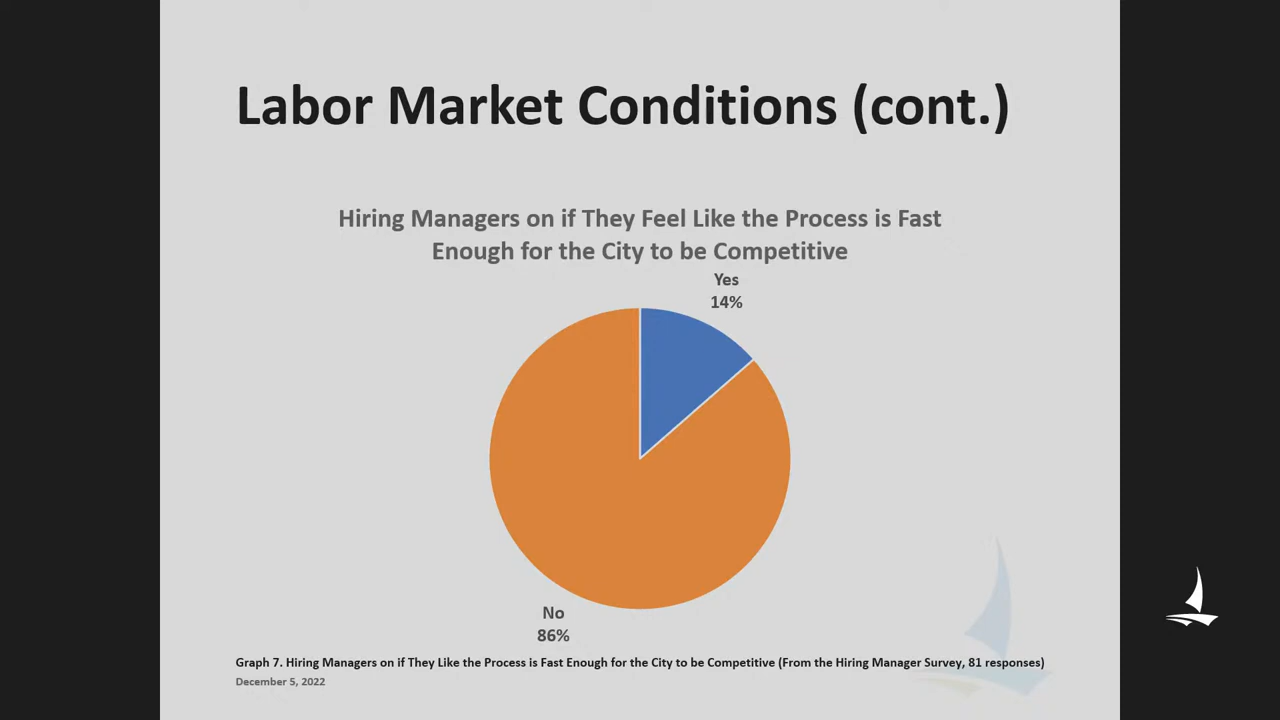 Labor Market Conditions (cont.)
Hiring Managers on if They Feel Like the Process is Fast
Enough for the City to be Competitive
Yes
14%
No
86%
Graph 7. Hiring Managers on if They Like the Process is Fast Enough for the City to be Competitive (From the Hiring Manager Survey, 81 responses)
December 5, 2022